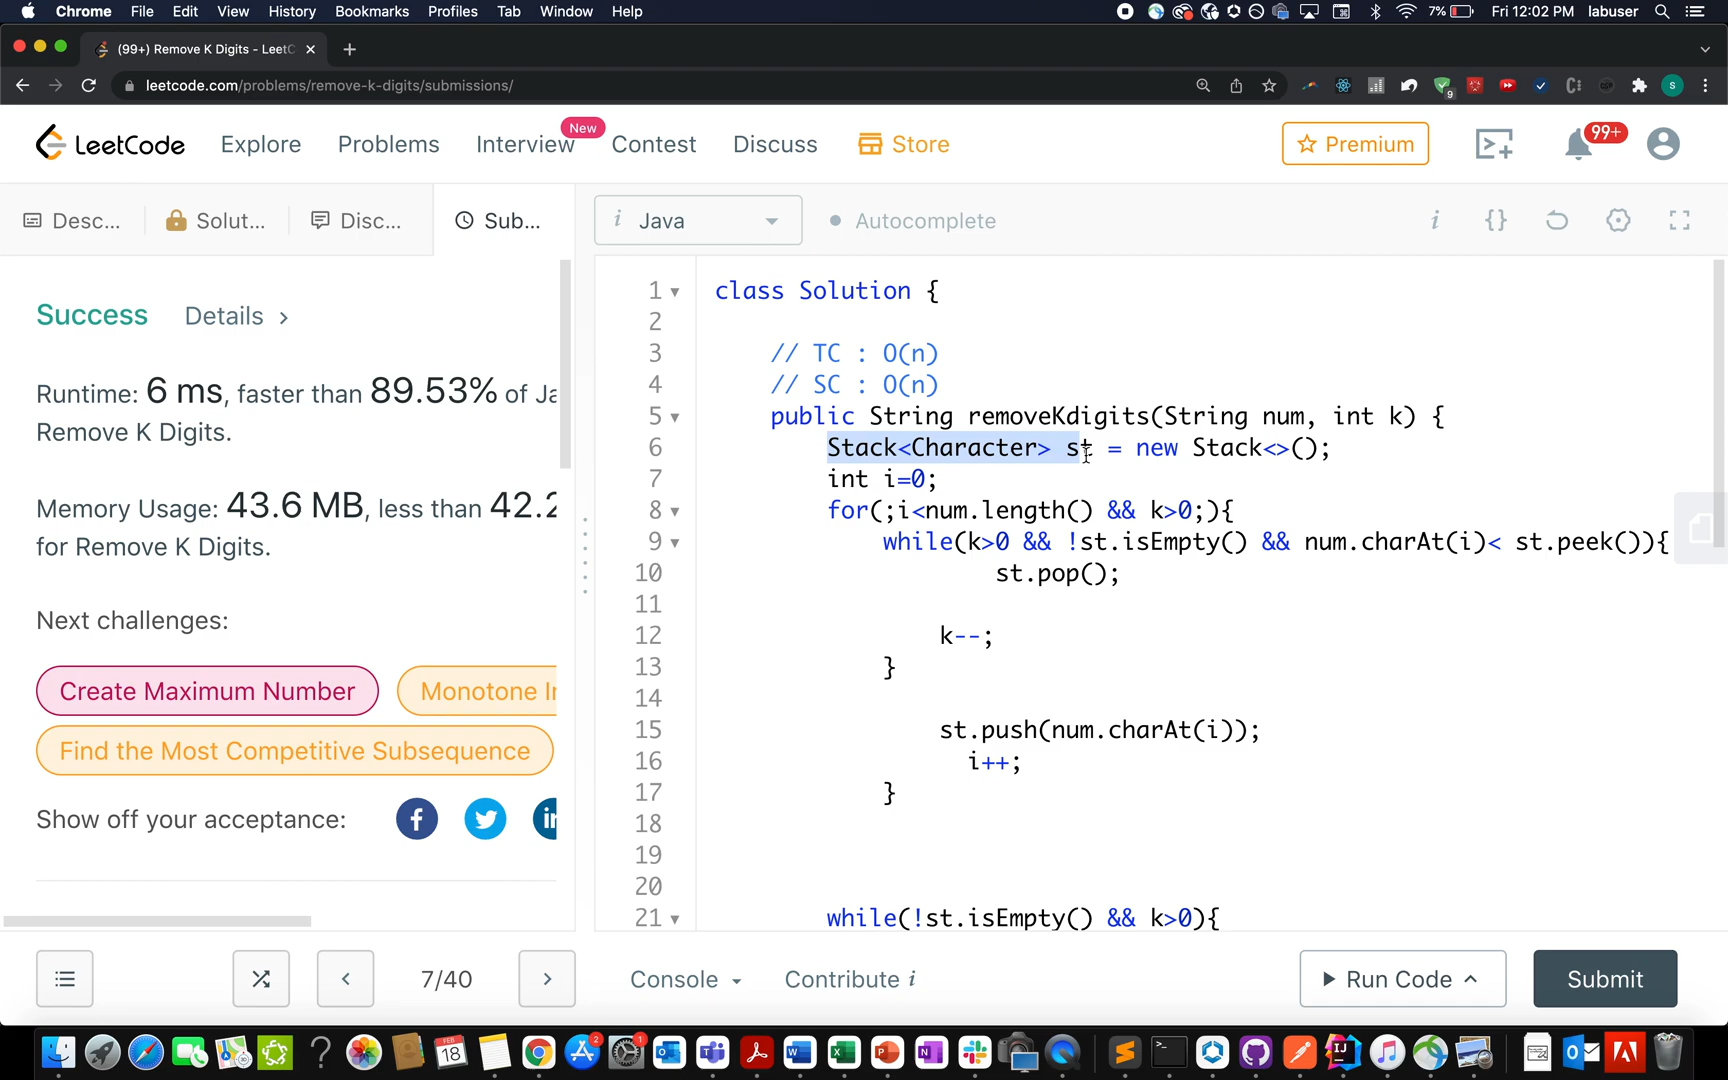 Chrome File Edit View History Bookmarks Profiles Tab Window Help 7% Fri 12:02 PM labuser
(99+) Remove K Digits - LeetC
leetcode.com/problems/remove-k-digits/submissions/
9
S
LeetCode Explore Problems Interview New Contest Discuss Store Premium 99+
Desc... Solut... Disc... Sub... i Java Autocomplete i {}
Success Details >
Runtime: 6 ms, faster than 89.53% of Ja
Remove K Digits.
Memory Usage: 43.6 MB, less than 42.2
for Remove K Digits.
Next challenges:
Create Maximum Number Monotone I
Find the Most Competitive Subsequence
Show off your acceptance:
1 class Solution {
2
3 // TC : O(n)
4 // SC : O(n)
5 public String removeKdigits(String num, int k) {
6 Stack<Character> st = new Stack<>();
7 int i=0;
8 for(;i<num.length() && k>0;){
9 while(k>0 && !st.isEmpty() && num.charAt(i)< st.peek()){
10 st.pop();
11
12 k--;
13 }
14
15 st.push(num.charAt(i));
16 i++;
17 }
18
19
20
21 while(!st.isEmpty() && k>0){
7/40 Console Contribute i Run Code Submit
FEB
18
2
1